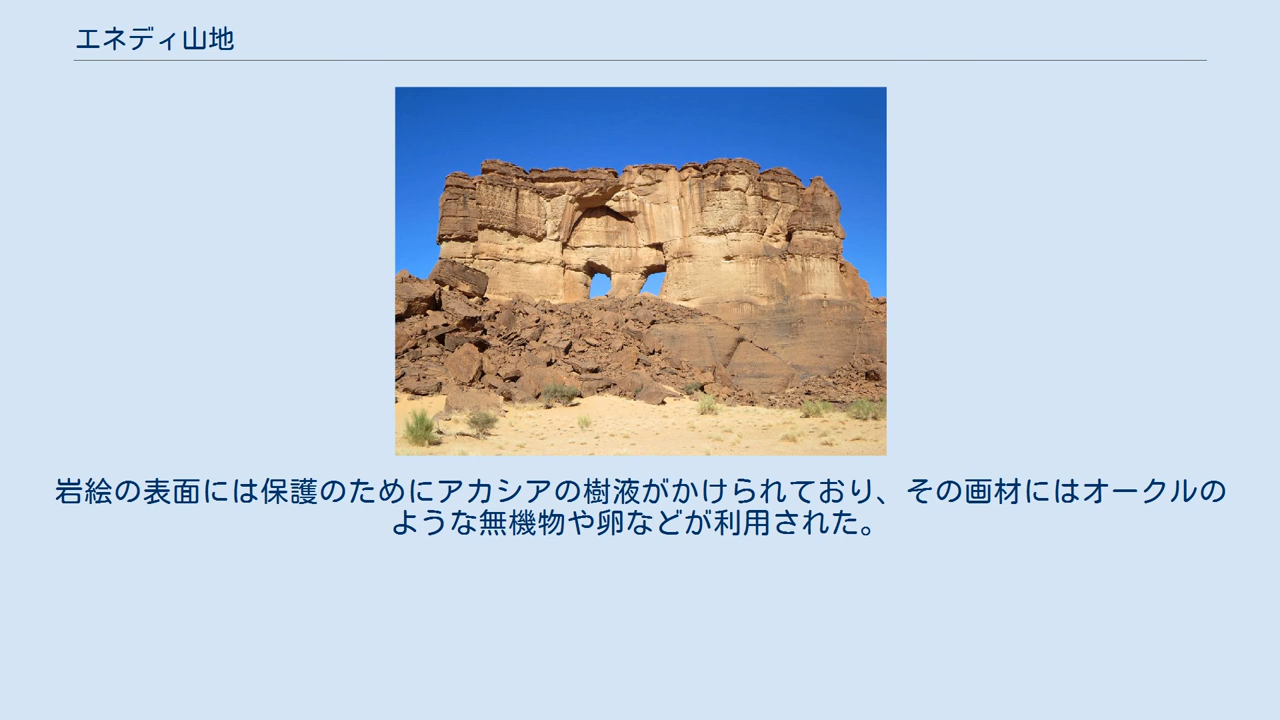 エネディ山地
岩絵の表面には保護のためにアカシアの樹液がかけられており、その画材にはオークルの
ような無機物や卵などが利用された。